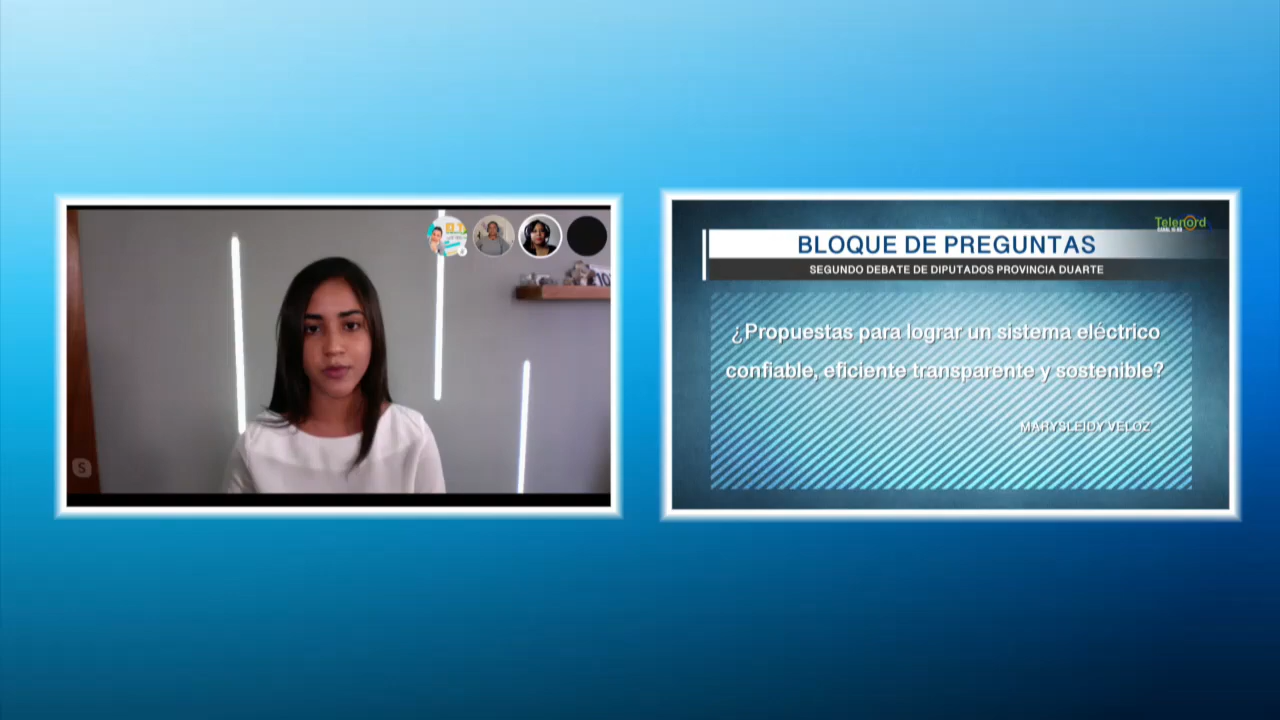 Telenord
BLOQUE DE PREGUNTAS
SEGUNDO DEBATE DE DIPUTADOS PROVINCIA DUARTE
¿Propuestas para lograr un sistema eléctrico
confiable, eficiente transparente y sostenible?
MARYSLEIDY VELOZ
S